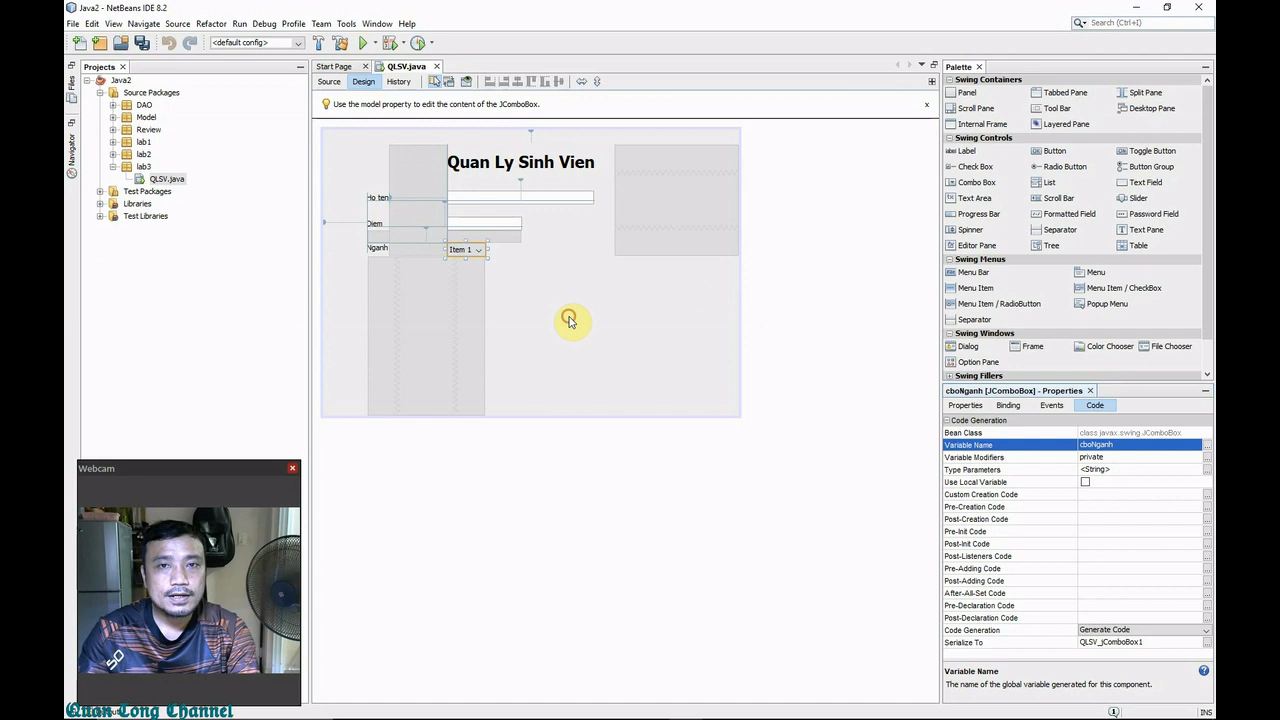 Java2 - NetBeans IDE 8.2
File Edit View Navigate Source Refactor Run Debug Profile Team Tools Window Help
Search (Ctrl+I)
<default config>
Projects
Files
Navigator
Java2
Source Packages
DAO
Model
Review
lab1
lab2
lab3
QLSV.java
Test Packages
Libraries
Test Libraries
Start Page
QLSV.java
Source Design History
Use the model property to edit the content of the JComboBox.
Quan Ly Sinh Vien
Ho ten
Diem
Nganh
Item 1
Palette
Swing Containers
Panel Tabbed Pane Split Pane
Scroll Pane Tool Bar Desktop Pane
Internal Frame Layered Pane
Swing Controls
Label Button Toggle Button
Check Box Radio Button Button Group
Combo Box List Text Field
Text Area Scroll Bar Slider
Progress Bar Formatted Field Password Field
Spinner Separator Text Pane
Editor Pane Tree Table
Swing Menus
Menu Bar Menu
Menu Item Menu Item / CheckBox
Menu Item / RadioButton Popup Menu
Separator
Swing Windows
Dialog Frame Color Chooser File Chooser
Option Pane
Swing Fillers
cboNganh [JComboBox] - Properties
Properties Binding Events Code
Code Generation
Bean Class class javax.swing.JComboBox
Variable Name cboNganh
Variable Modifiers private
Type Parameters <String>
Use Local Variable
Custom Creation Code
Pre-Creation Code
Post-Creation Code
Pre-Init Code
Post-Init Code
Post-Listeners Code
Pre-Adding Code
Post-Adding Code
After-All-Set Code
Pre-Declaration Code
Post-Declaration Code
Code Generation Generate Code
Serialize To QLSV_jComboBox1
Variable Name
The name of the global variable generated for this component.
Webcam
50
Quan Tong Channel
1
INS